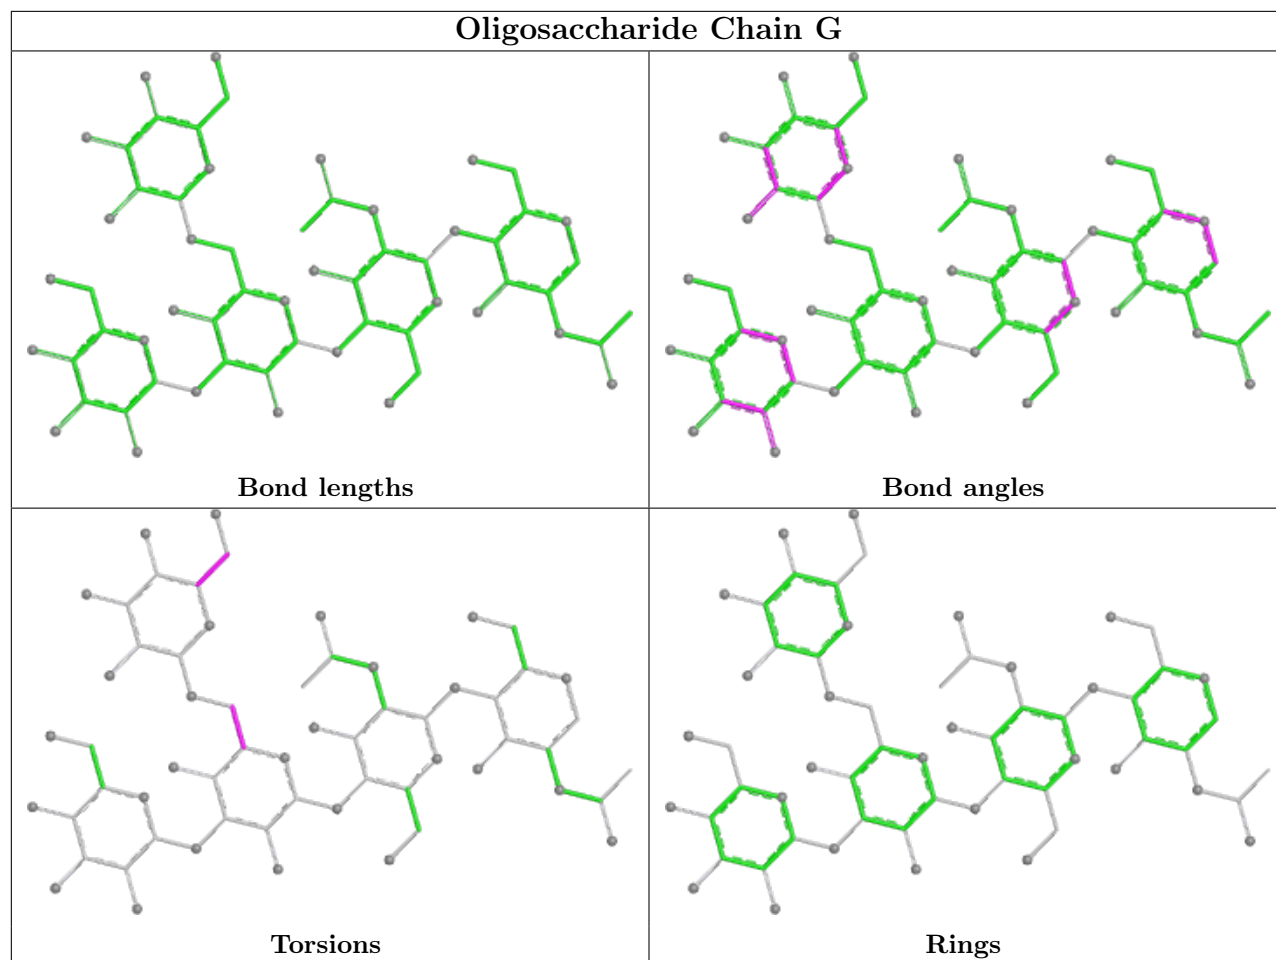 Oligosaccharide Chain G
Bond lengths
Bond angles
Torsions
Rings